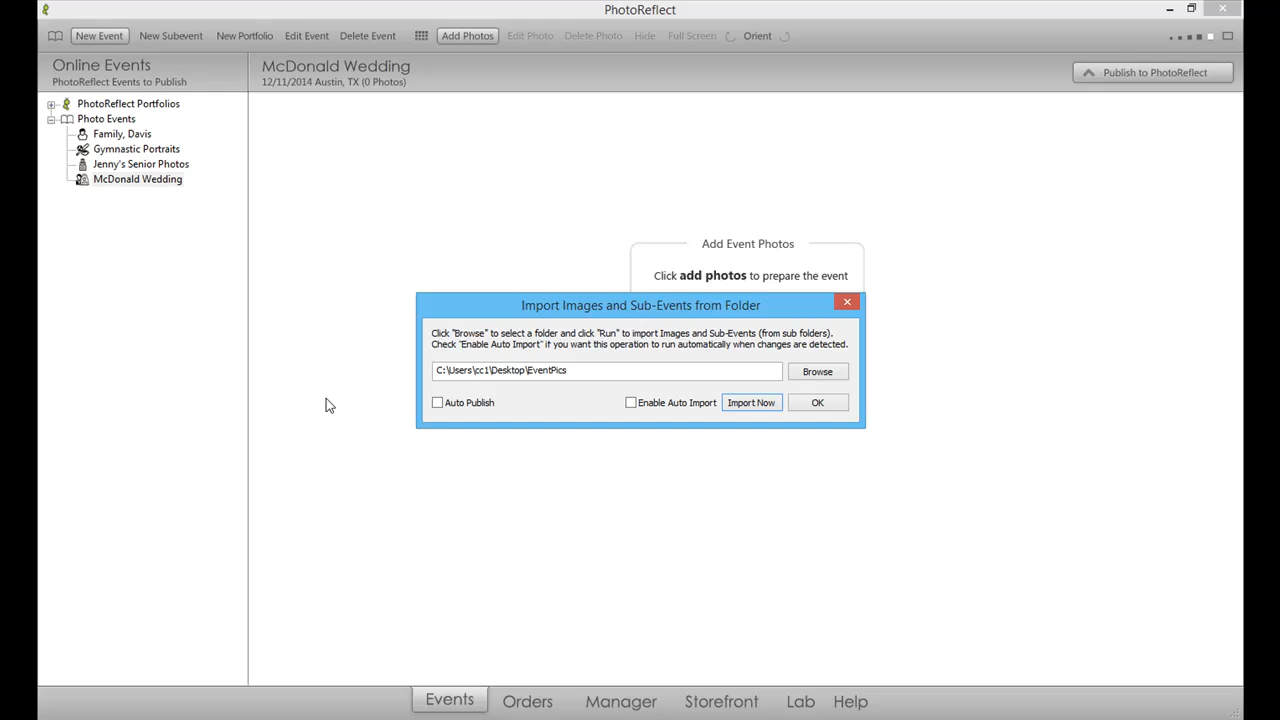 PhotoReflect
New Event New Subevent New Portfolio Edit Event Delete Event Add Photos Edit Photo Delete Photo Hide Full Screen Orient
Online Events
PhotoReflect Events to Publish
McDonald Wedding
12/11/2014 Austin, TX (0 Photos)
Publish to PhotoReflect
PhotoReflect Portfolios
Photo Events
Family, Davis
Gymnastic Portraits
Jenny's Senior Photos
McDonald Wedding
Add Event Photos
Click add photos to prepare the event
Import Images and Sub-Events from Folder
Click "Browse" to select a folder and click "Run" to import Images and Sub-Events (from sub folders).
Check "Enable Auto Import" if you want this operation to run automatically when changes are detected.
C:\Users\cc1\Desktop\EventPics
Browse
Auto Publish Enable Auto Import Import Now OK
Events Orders Manager Storefront Lab Help